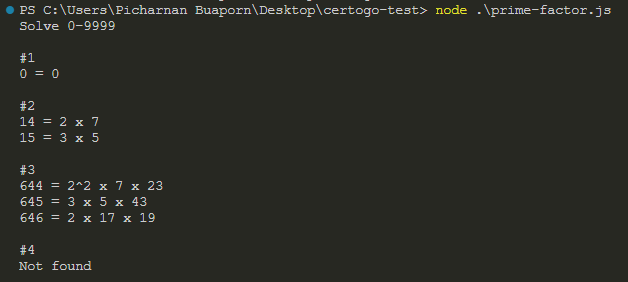 PS C:\Users\Picharnan Buaporn\Desktop\certogo-test> node .\prime-factor.js
Solve 0-9999
#1
0 = 0
#2
14 = 2 x 7
15 = 3 x 5
#3
644 = 2^2 x 7 x 23
645 = 3 x 5 x 43
646 = 2 x 17 x 19
#4
Not found